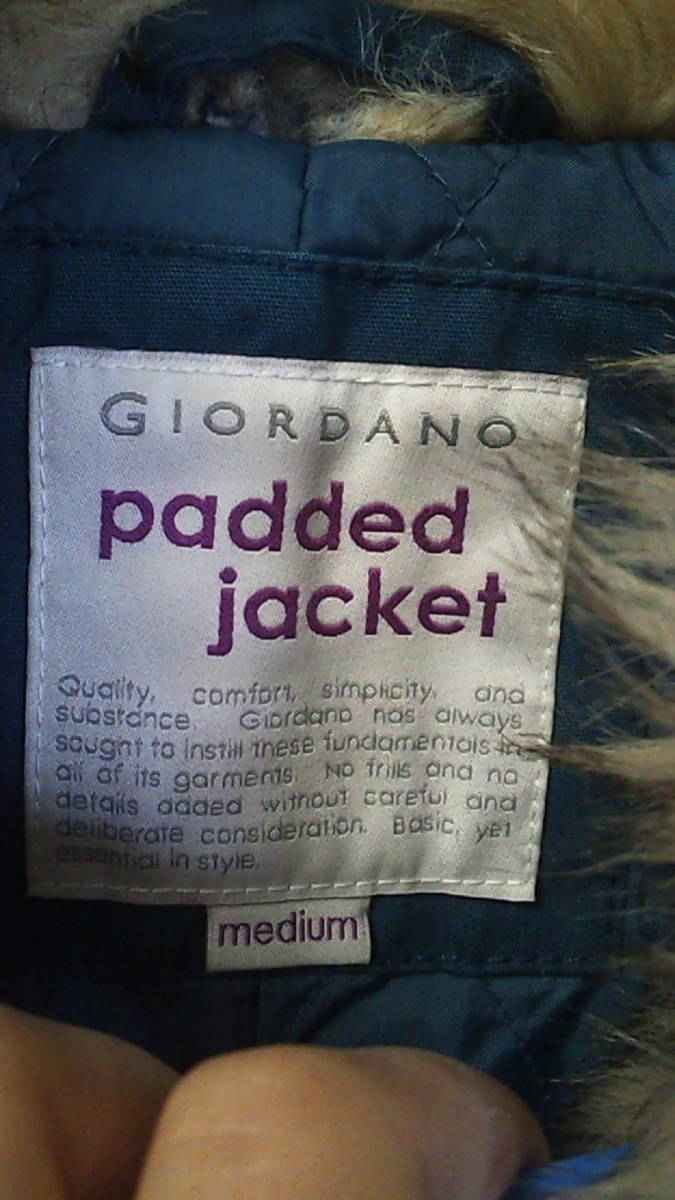 GIORDANO
padded
jacket
Quality, comfort, simplicity, and
substance. Giordano has always
sought to instill these fundamentals in
all of its garments. No frills and no
details added without careful and
deliberate consideration. Basic, yet
essential in style.
medium